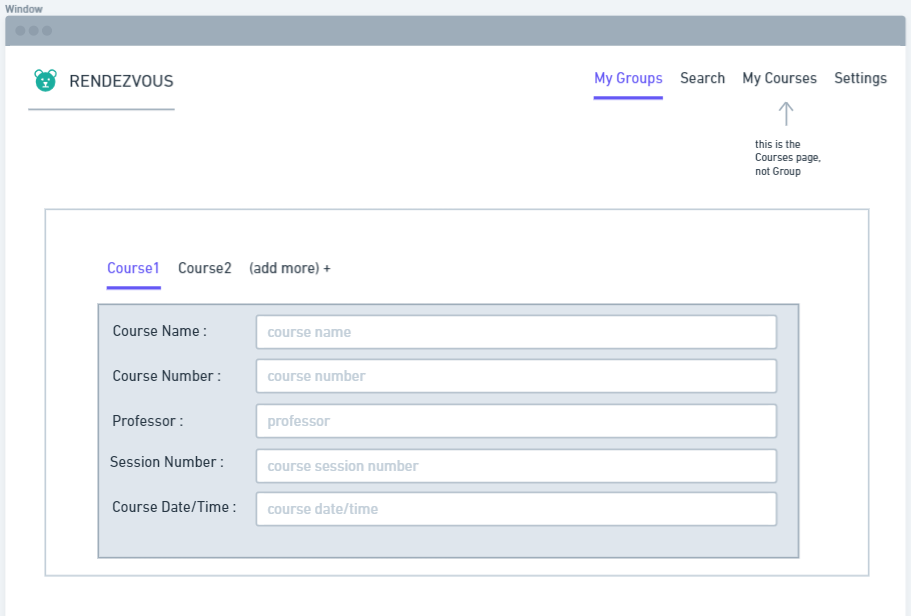 Window
RENDEZVOUS
My Groups Search My Courses Settings
this is the
Courses page,
not Group
Course1 Course2 (add more) +
Course Name : course name
Course Number : course number
Professor : professor
Session Number : course session number
Course Date/Time : course date/time